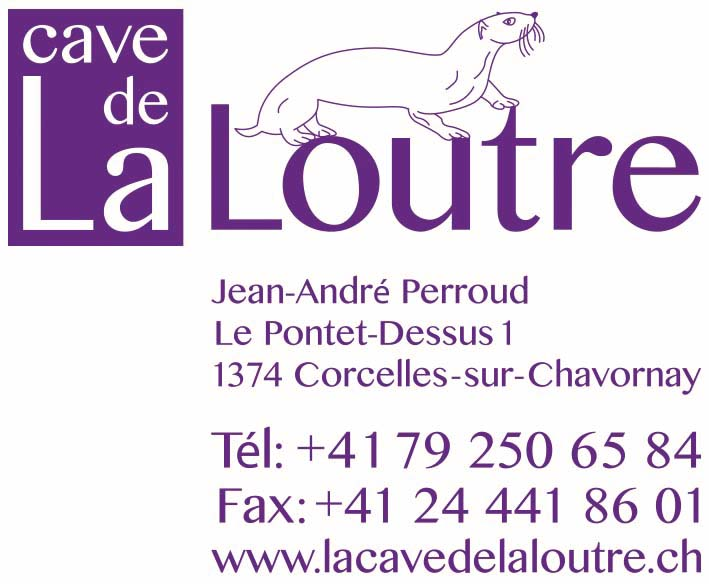 cave
de
La Loutre
Jean-André Perroud
Le Pontet-Dessus 1
1374 Corcelles-sur-Chavornay
Tél: +41 79 250 65 84
Fax: +41 24 441 86 01
www.lacavedelaloutre.ch